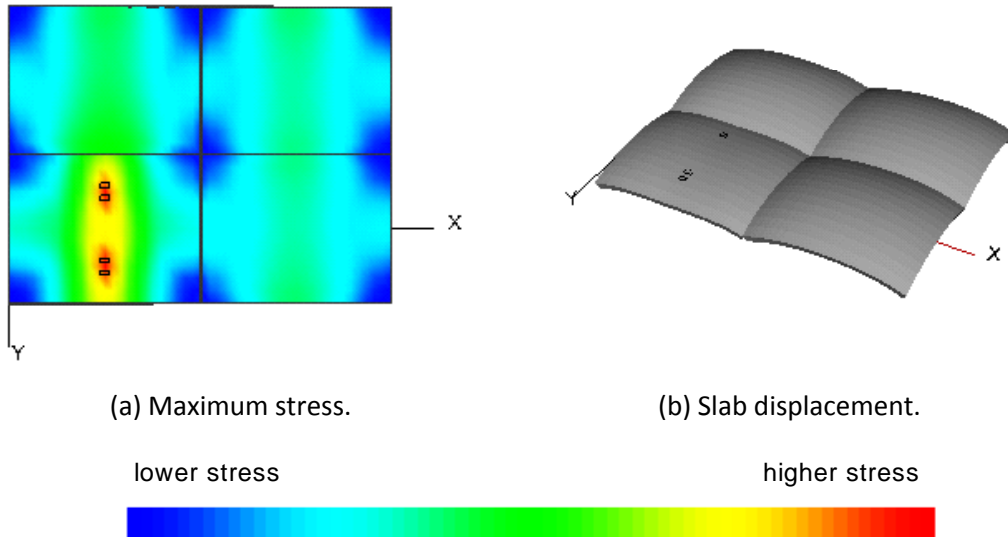 X
Y
Y
X
(a) Maximum stress.
(b) Slab displacement.
lower stress
higher stress